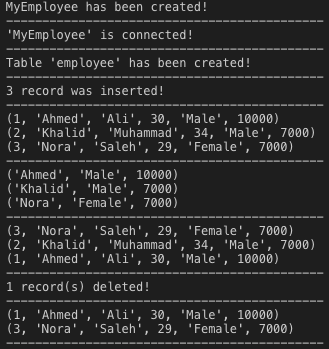 MyEmployee has been created!
----------------------------------------------
'MyEmployee' is connected!
----------------------------------------------
Table 'employee' has been created!
----------------------------------------------
3 record was inserted!
----------------------------------------------
(1, 'Ahmed', 'Ali', 30, 'Male', 10000)
(2, 'Khalid', 'Muhammad', 34, 'Male', 7000)
(3, 'Nora', 'Saleh', 29, 'Female', 7000)
----------------------------------------------
('Ahmed', 'Male', 10000)
('Khalid', 'Male', 7000)
('Nora', 'Female', 7000)
----------------------------------------------
(3, 'Nora', 'Saleh', 29, 'Female', 7000)
(2, 'Khalid', 'Muhammad', 34, 'Male', 7000)
(1, 'Ahmed', 'Ali', 30, 'Male', 10000)
----------------------------------------------
1 record(s) deleted!
----------------------------------------------
(1, 'Ahmed', 'Ali', 30, 'Male', 10000)
(3, 'Nora', 'Saleh', 29, 'Female', 7000)
----------------------------------------------